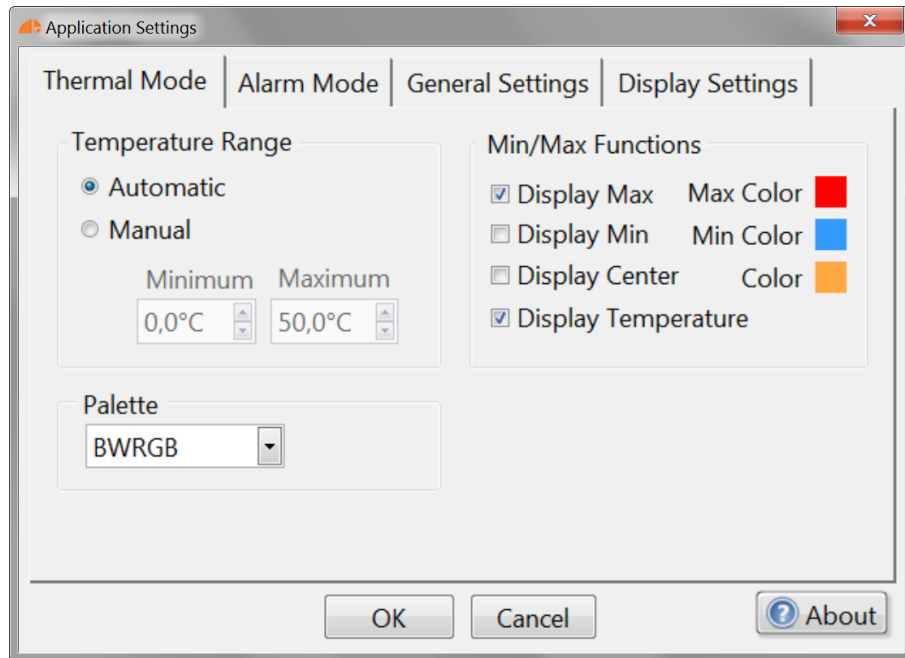 Application Settings
Thermal Mode
Alarm Mode
General Settings
Display Settings
Temperature Range
Automatic
Manual
Minimum Maximum
0,0°C 50,0°C
Palette
BWRGB
Min/Max Functions
Display Max Max Color
Display Min Min Color
Display Center Color
Display Temperature
OK
Cancel
? About